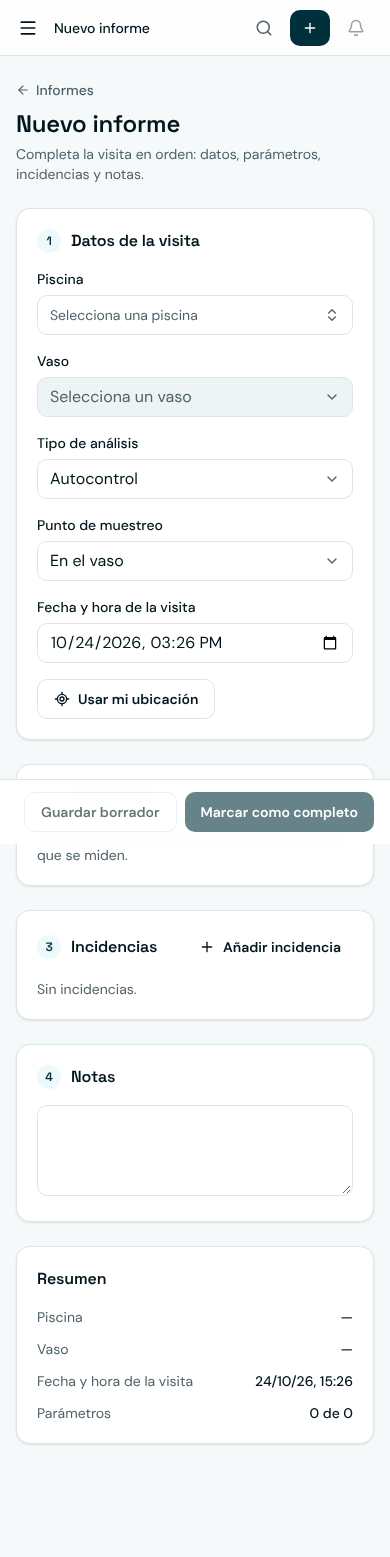 Nuevo informe
Informes
Nuevo informe
Completa la visita en orden: datos, parámetros,
incidencias y notas.
1 Datos de la visita
Piscina
Selecciona una piscina
Vaso
Selecciona un vaso
Tipo de análisis
Autocontrol
Punto de muestreo
En el vaso
Fecha y hora de la visita
10/24/2026, 03:26 PM
Usar mi ubicación
Guardar borrador Marcar como completo
que se miden.
3 Incidencias + Añadir incidencia
Sin incidencias.
4 Notas
Resumen
Piscina —
Vaso —
Fecha y hora de la visita 24/10/26, 15:26
Parámetros 0 de 0